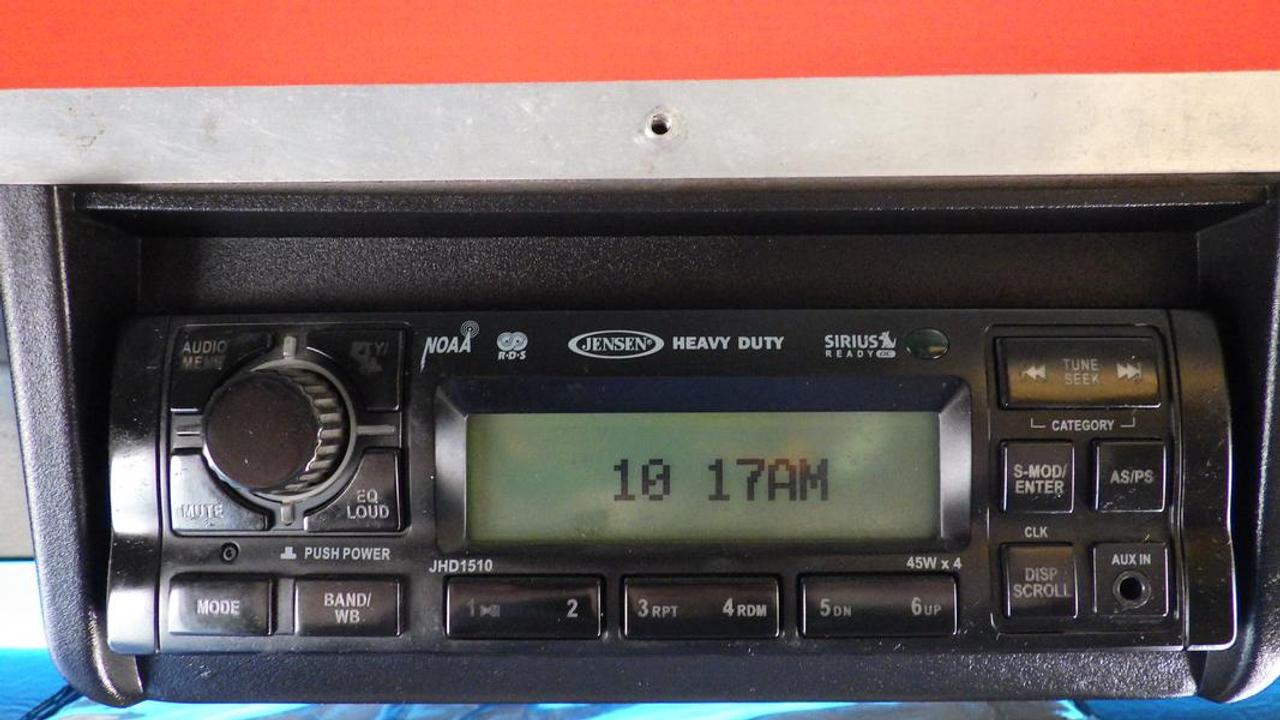 AUDIO
MENU
NOAA
R·D·S
JENSEN®
HEAVY DUTY
SIRIUS
READY
TUNE
SEEK
CATEGORY
10 17AM
S-MOD/
ENTER
AS/PS
MUTE
EQ
LOUD
PUSH POWER
CLK
JHD1510
45W x 4
DISP
SCROLL
AUX IN
MODE
BAND/
WB
1
2
3 RPT
4 RDM
5 DN
6 UP